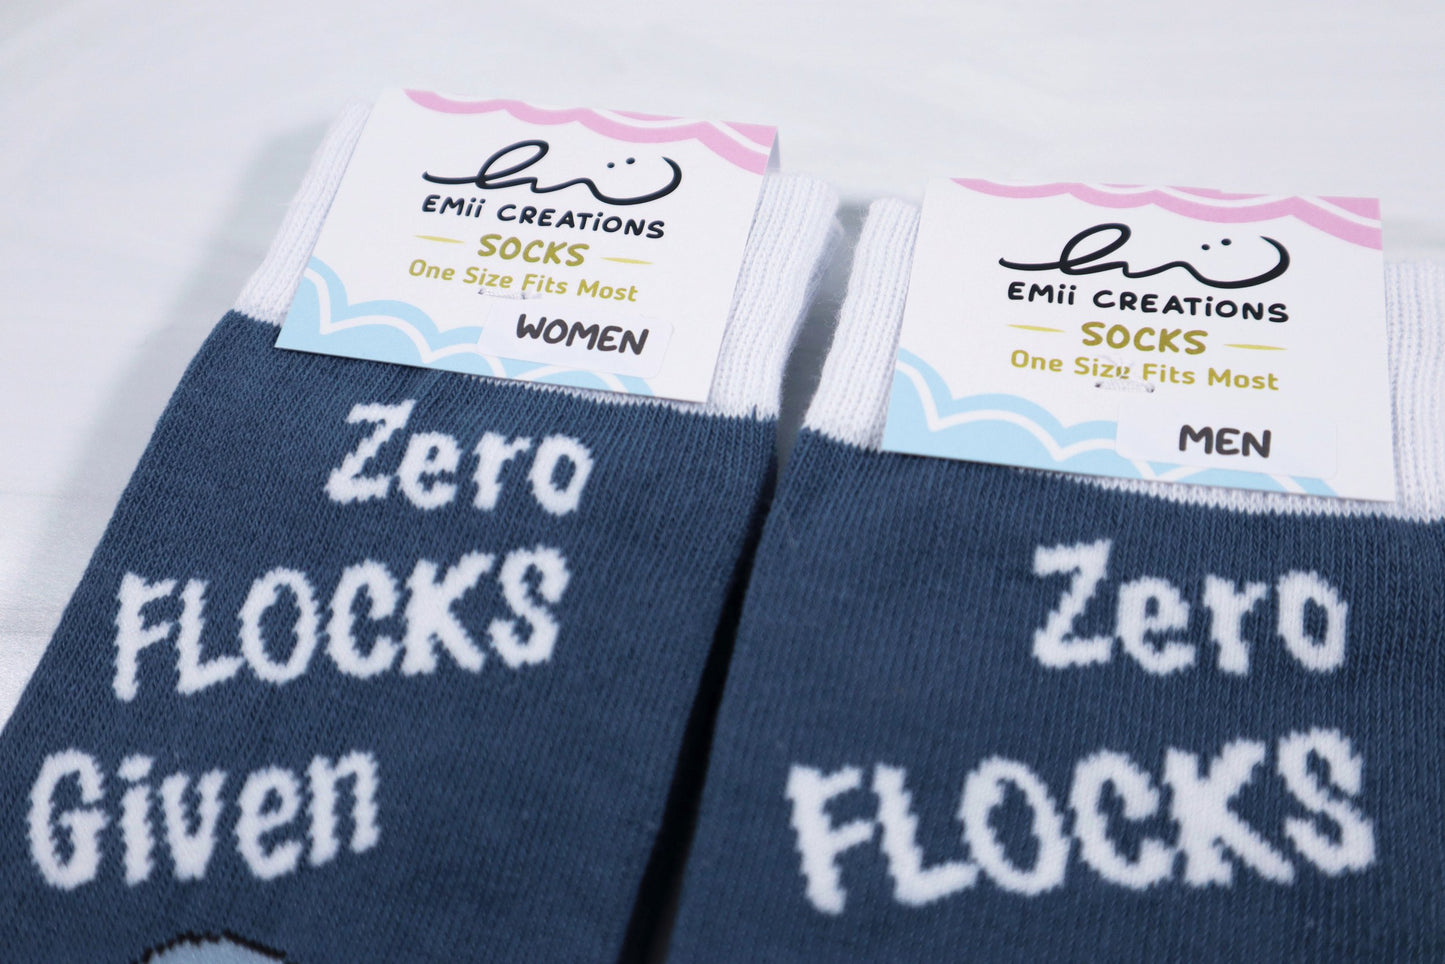 EMii CREATiONS
SOCKS
One Size Fits Most
WOMEN
Zero
FLOCKS
Given
EMii CREATiONS
SOCKS
One Size Fits Most
MEN
Zero
FLOCKS